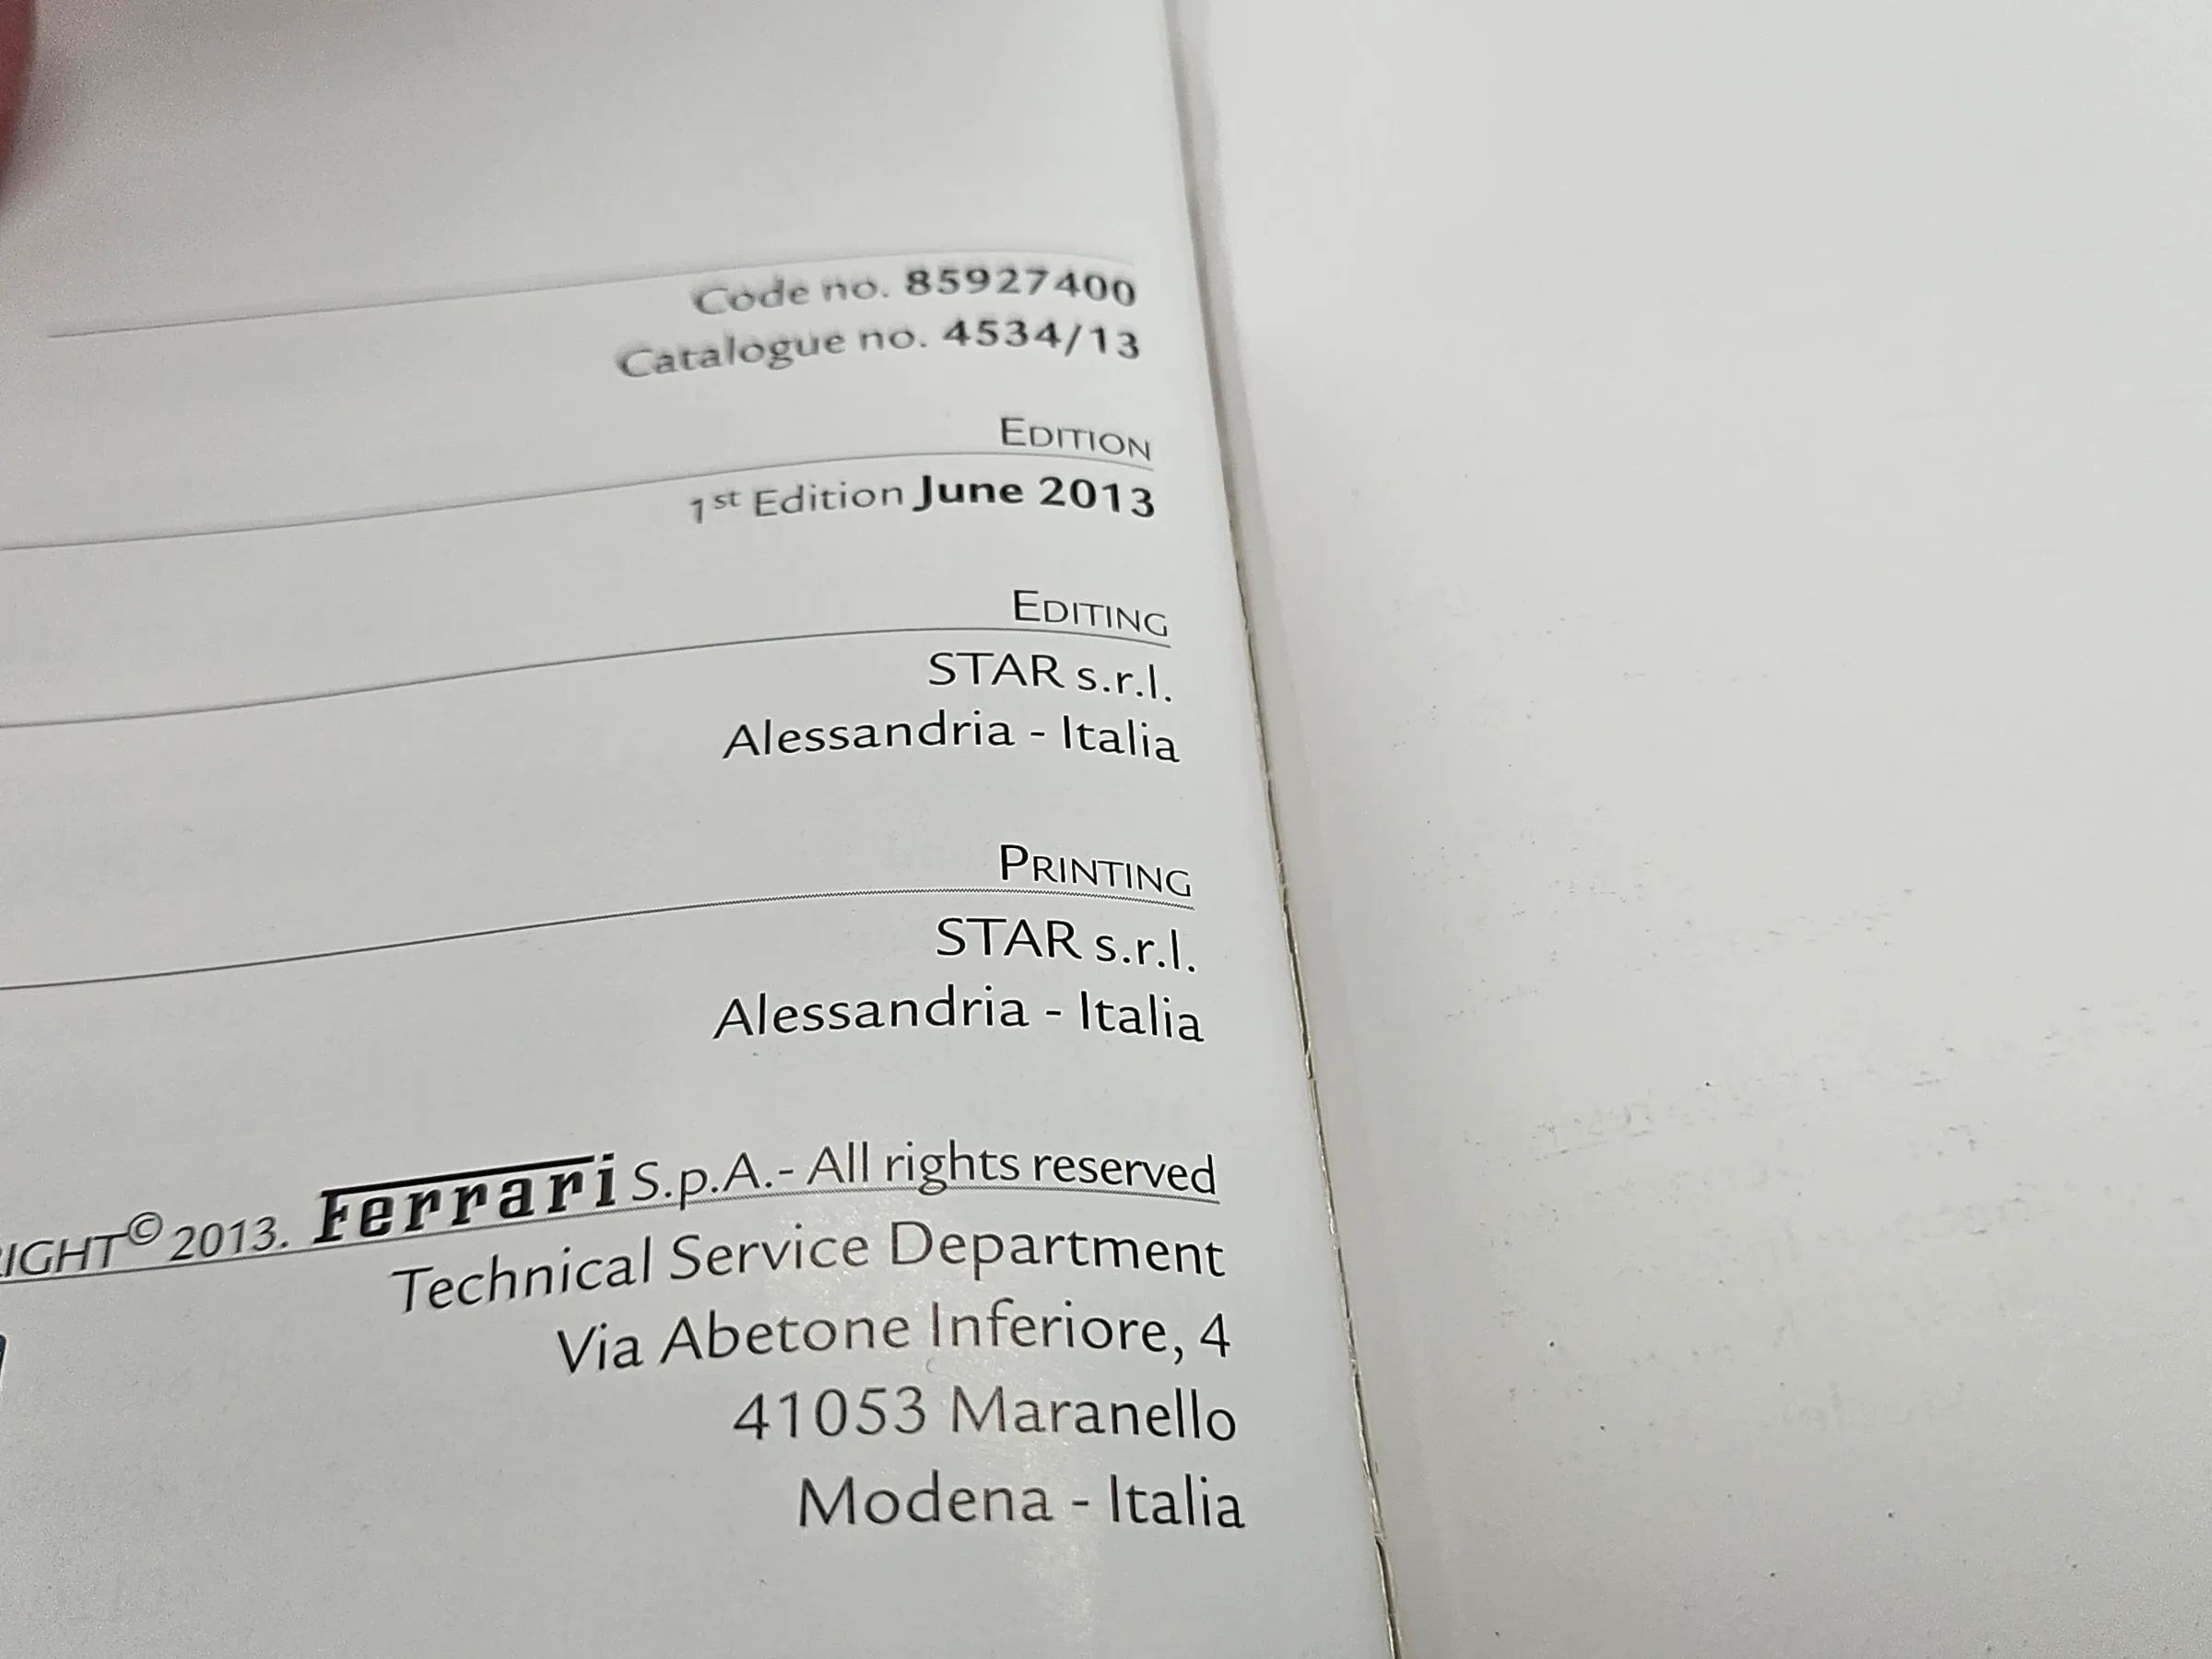 Code no. 85927400
Catalogue no. 4534/13
EDITION
1st Edition June 2013
EDITING
STAR s.r.l.
Alessandria - Italia
PRINTING
STAR s.r.l.
Alessandria - Italia
RIGHT© 2013. Ferrari S.p.A.- All rights reserved
Technical Service Department
Via Abetone Inferiore, 4
41053 Maranello
Modena - Italia